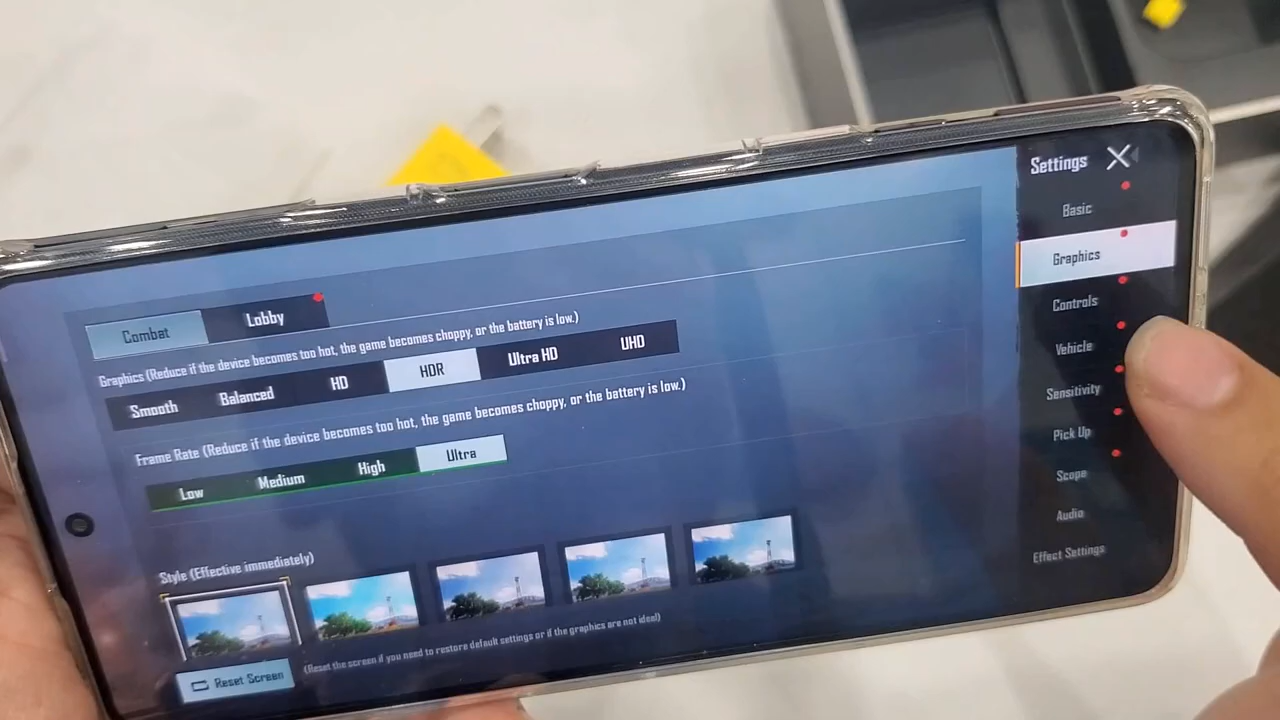 Settings
Basic
Graphics
Controls
Vehicle
Sensitivity
Pick Up
Scope
Audio
Effect Settings
Combat Lobby
Graphics (Reduce if the device becomes too hot, the game becomes choppy, or the battery is low.)
Smooth Balanced HD HDR Ultra HD UHD
Frame Rate (Reduce if the device becomes too hot, the game becomes choppy, or the battery is low.)
Low Medium High Ultra
Style (Effective immediately)
Reset Screen (Reset the screen if you need to restore default settings or if the graphics are not ideal)